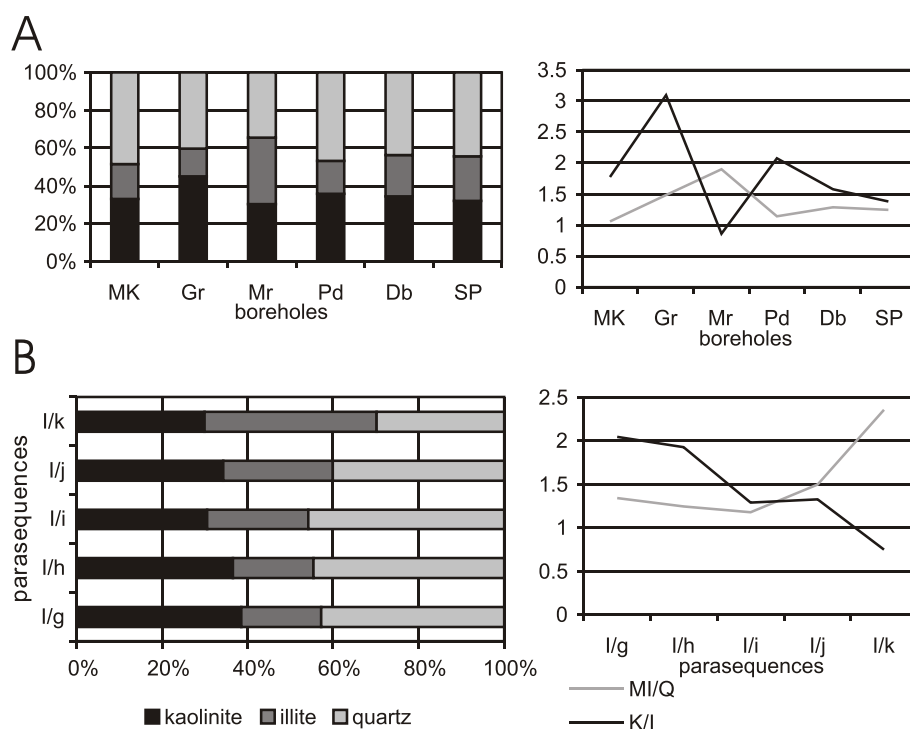 A
100%
80%
60%
40%
20%
0%
MK Gr Mr Pd Db SP
boreholes
3.5
3
2.5
2
1.5
1
0.5
0
MK Gr Mr Pd Db SP
boreholes
B
parasequences
I/k
I/j
I/i
I/h
I/g
0% 20% 40% 60% 80% 100%
kaolinite illite quartz
2.5
2
1.5
1
0.5
0
I/g I/h I/i I/j I/k
parasequences
MI/Q
K/I